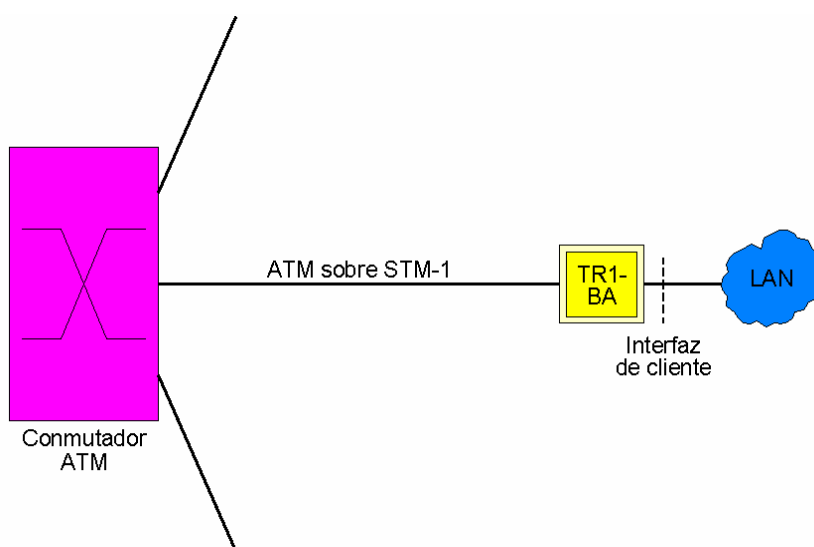 ATM sobre STM-1
TR1-
BA
LAN
Interfaz
de cliente
Conmutador
ATM